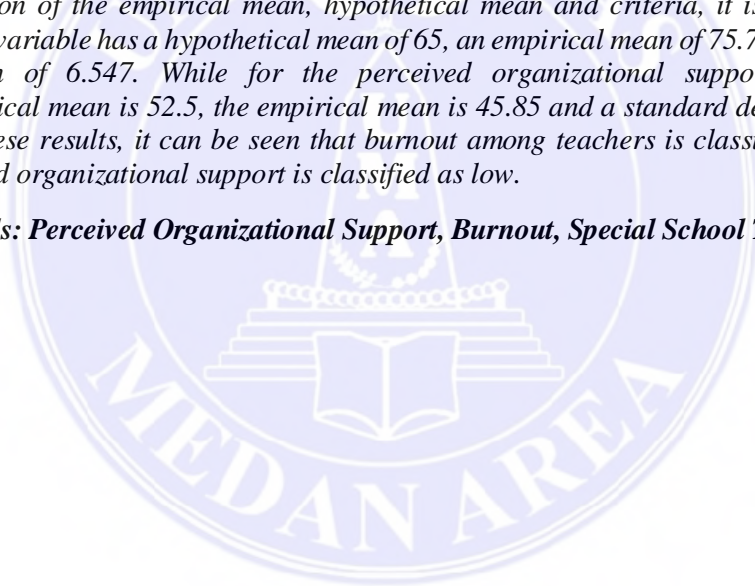 on of the empirical mean, hypothetical mean and criteria, it is
variable has a hypothetical mean of 65, an empirical mean of 75.7
of 6.547. While for the perceived organizational suppo
ical mean is 52.5, the empirical mean is 45.85 and a standard de
ese results, it can be seen that burnout among teachers is classi
d organizational support is classified as low.
ls: Perceived Organizational Support, Burnout, Special School
UMA
MEDAN AREA